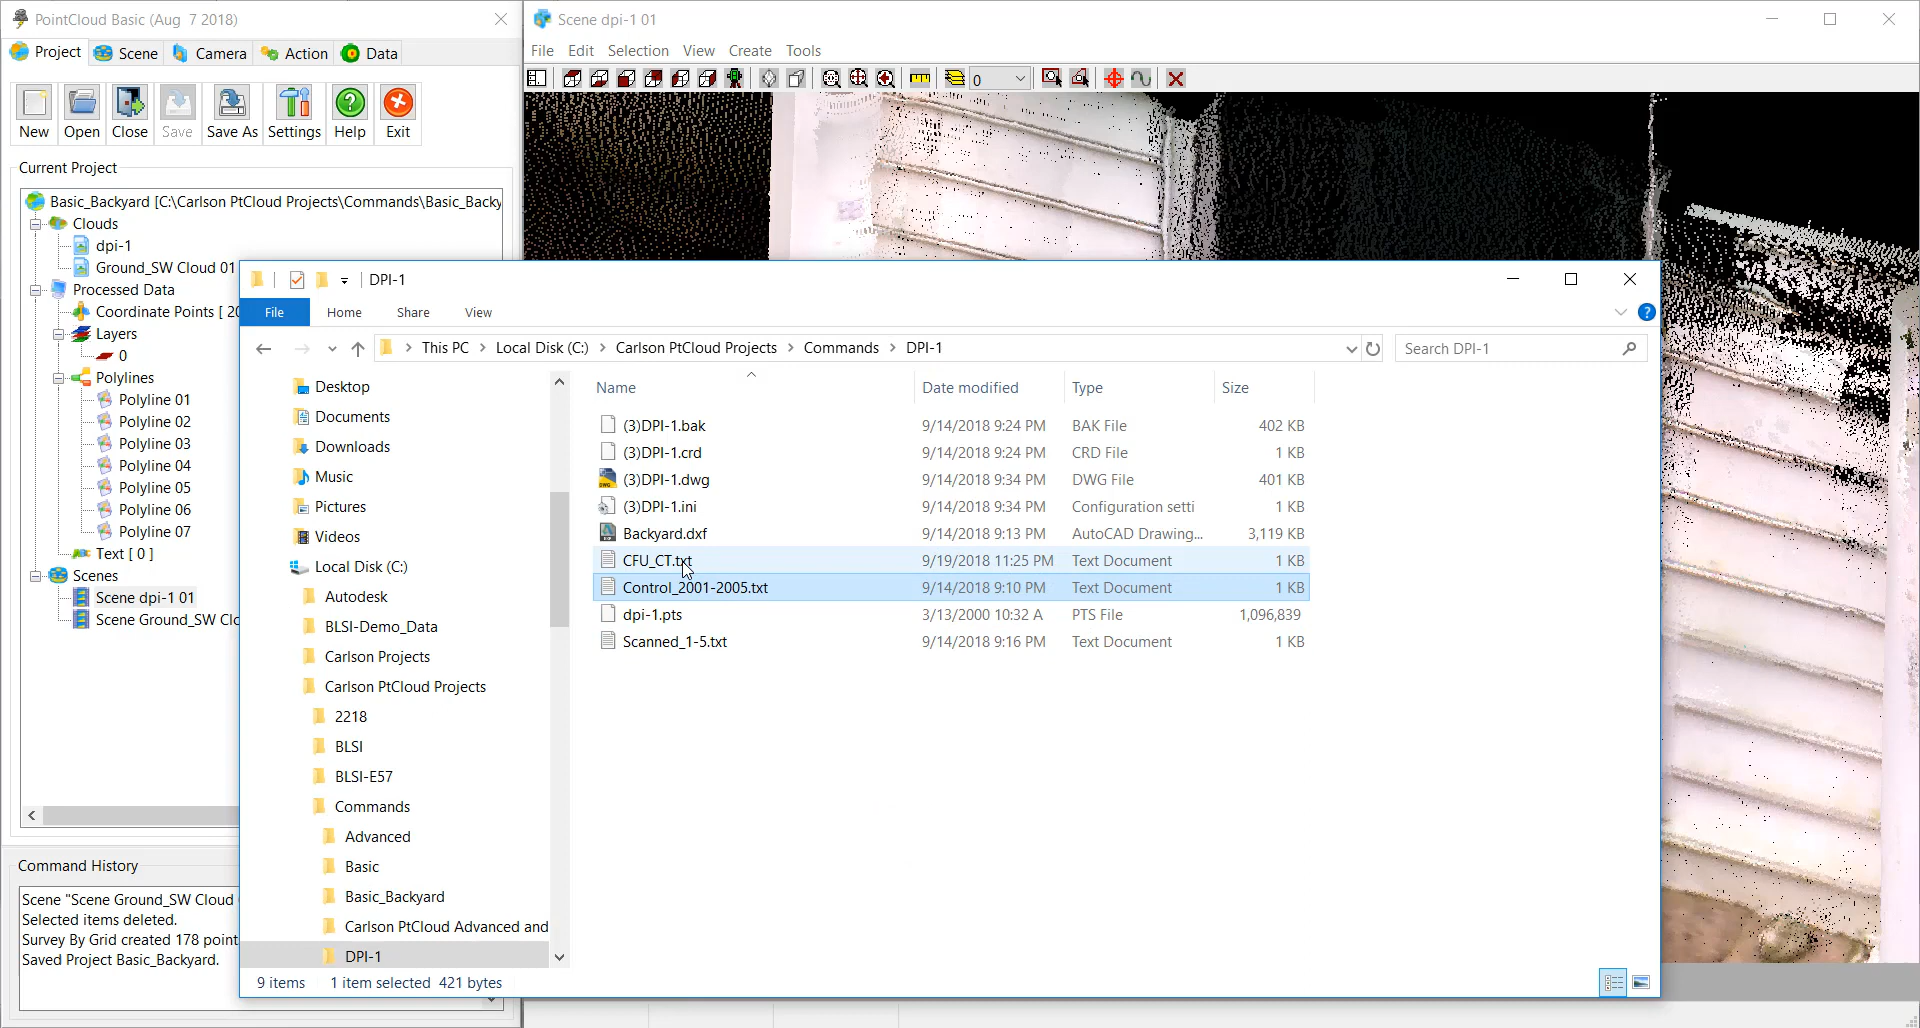 PointCloud Basic (Aug 7 2018)
Project Scene Camera Action Data
New Open Close Save Save As Settings Help Exit
Current Project
Basic_Backyard [C:\Carlson PtCloud Projects\Commands\Basic_Backy
Clouds
dpi-1
Ground_SW Cloud 01
Processed Data
Coordinate Points [ 20
Layers
0
Polylines
Polyline 01
Polyline 02
Polyline 03
Polyline 04
Polyline 05
Polyline 06
Polyline 07
Text [ 0 ]
Scenes
Scene dpi-1 01
Scene Ground_SW Clo
Command History
Scene "Scene Ground_SW Cloud
Selected items deleted.
Survey By Grid created 178 point
Saved Project Basic_Backyard.
Scene dpi-1 01
File Edit Selection View Create Tools
0
DPI-1
File Home Share View
This PC Local Disk (C:) Carlson PtCloud Projects Commands DPI-1
Search DPI-1
Desktop
Documents
Downloads
Music
Pictures
Videos
Local Disk (C:)
Autodesk
BLSI-Demo_Data
Carlson Projects
Carlson PtCloud Projects
2218
BLSI
BLSI-E57
Commands
Advanced
Basic
Basic_Backyard
Carlson PtCloud Advanced and
DPI-1
Name Date modified Type Size
(3)DPI-1.bak 9/14/2018 9:24 PM BAK File 402 KB
(3)DPI-1.crd 9/14/2018 9:24 PM CRD File 1 KB
(3)DPI-1.dwg 9/14/2018 9:34 PM DWG File 401 KB
(3)DPI-1.ini 9/14/2018 9:34 PM Configuration setti 1 KB
Backyard.dxf 9/14/2018 9:13 PM AutoCAD Drawing... 3,119 KB
CFU_CT.txt 9/19/2018 11:25 PM Text Document 1 KB
Control_2001-2005.txt 9/14/2018 9:10 PM Text Document 1 KB
dpi-1.pts 3/13/2000 10:32 A PTS File 1,096,839
Scanned_1-5.txt 9/14/2018 9:16 PM Text Document 1 KB
9 items 1 item selected 421 bytes